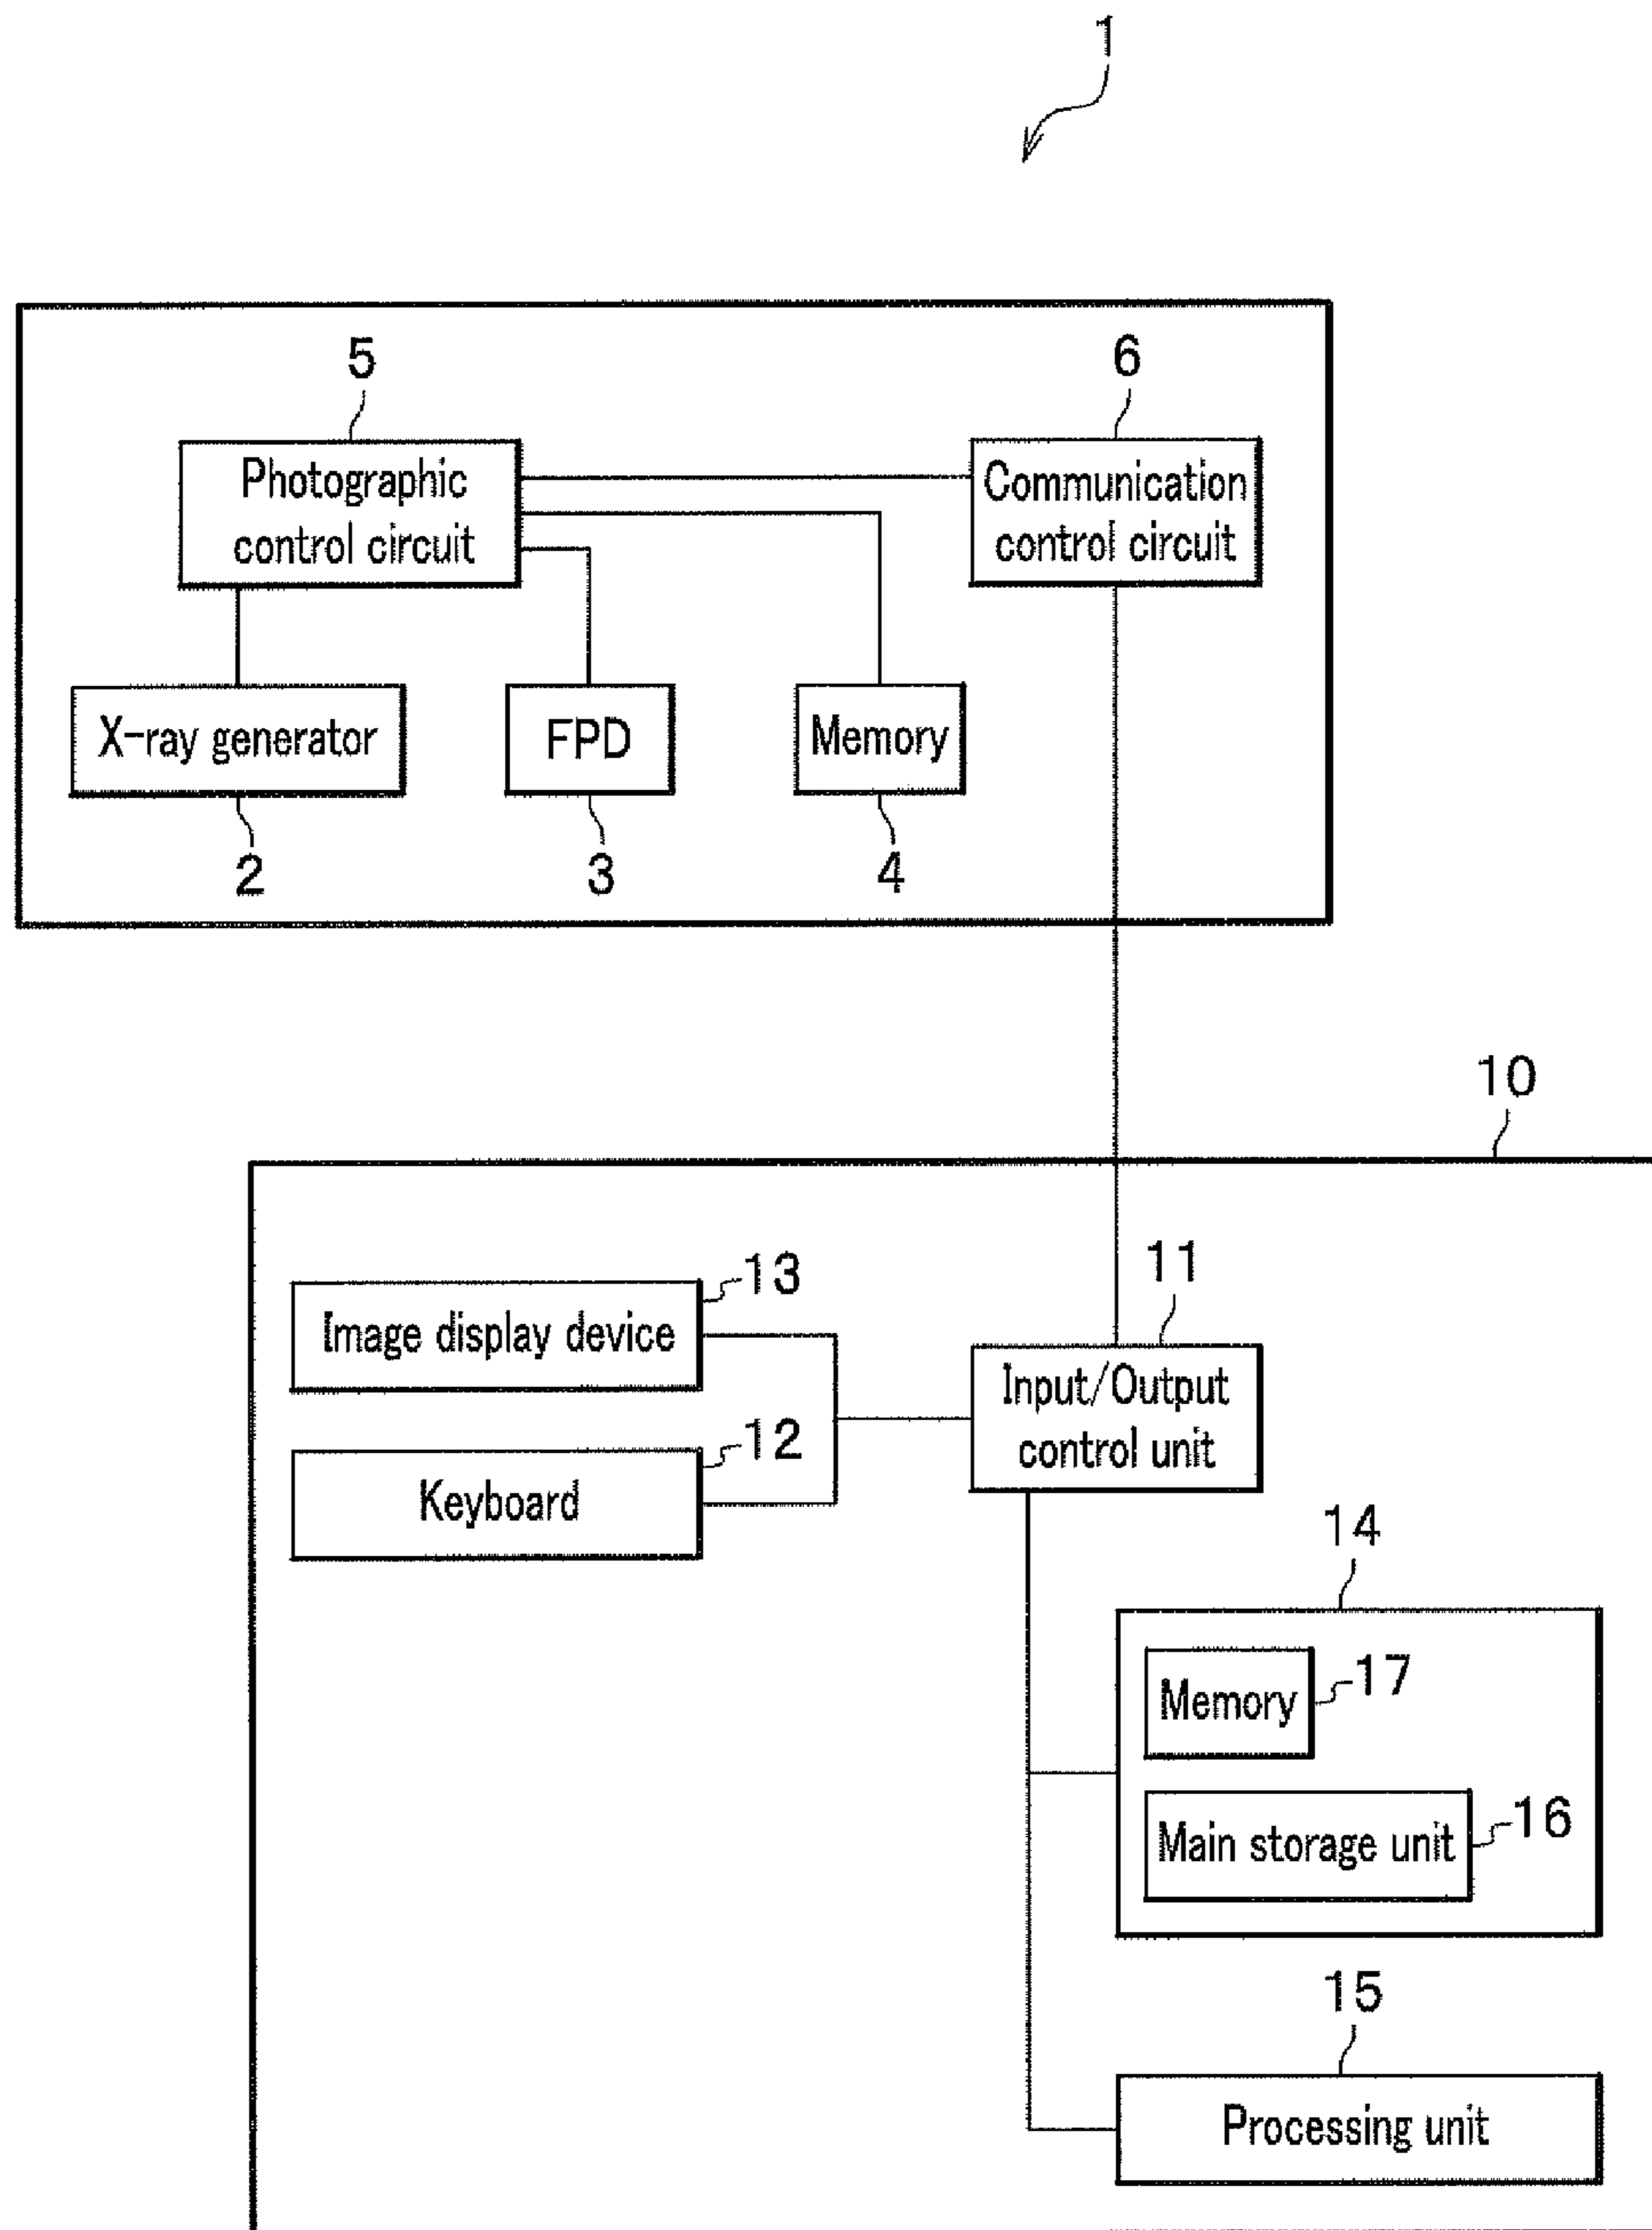 1
5
6
Photographic
control circuit
Communication
control circuit
X-ray generator
FPD
Memory
2
3
4
10
11
13
Image display device
Input/Output
control unit
12
Keyboard
14
Memory
17
Main storage unit
16
15
Processing unit